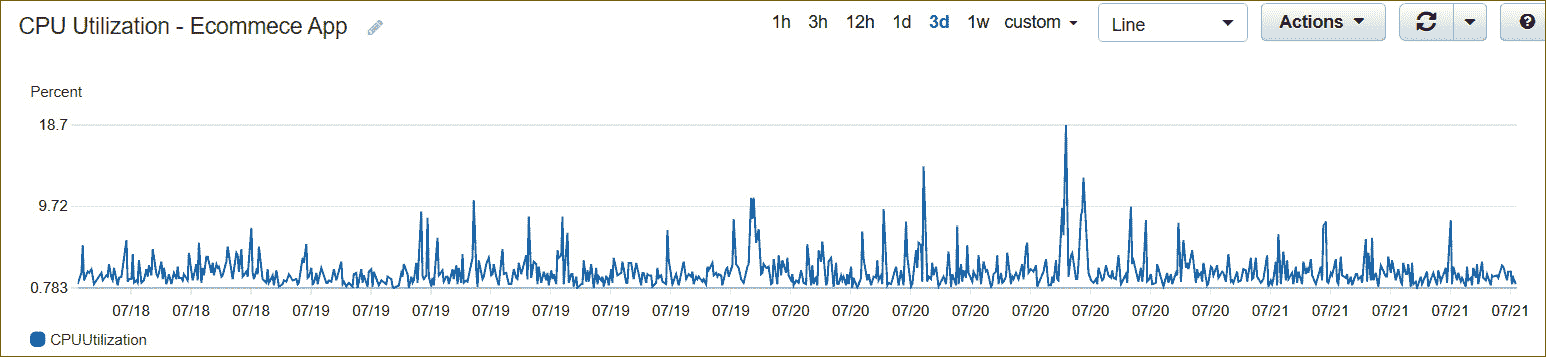 CPU Utilization - Ecommece App
1h 3h 12h 1d 3d 1w custom Line Actions
Percent
18.7
9.72
0.783
07/18 07/18 07/18 07/19 07/19 07/19 07/19 07/19 07/19 07/19 07/19 07/20 07/20 07/20 07/20 07/20 07/20 07/20 07/20 07/21 07/21 07/21 07/21 07/21
CPUUtilization